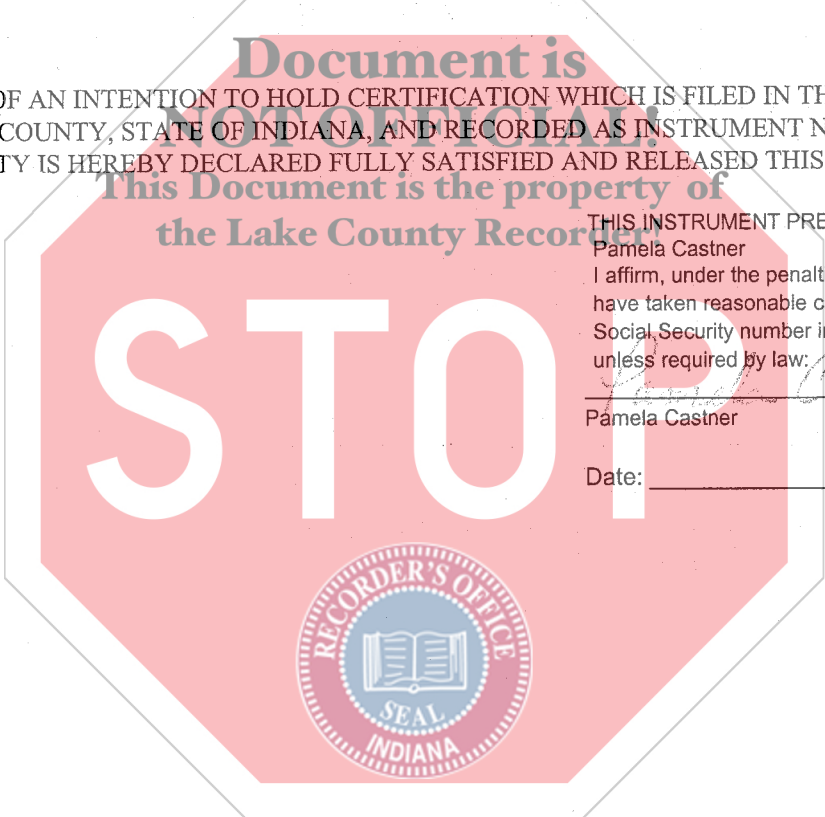 Document is
OF AN INTENTION TO HOLD CERTIFICATION WHICH IS FILED IN TH
NOT OFFICIAL!
COUNTY, STATE OF INDIANA, AND RECORDED AS INSTRUMENT N
TY IS HEREBY DECLARED FULLY SATISFIED AND RELEASED THIS
This Document is the property of
the Lake County Recorder!
THIS INSTRUMENT PRE
Pamela Castner
I affirm, under the penalt
have taken reasonable c
Social Security number i
unless required by law:
Pamela
Pamela Castner
Date:
STOP
RECORDER'S OFFICE
SEAL
INDIANA